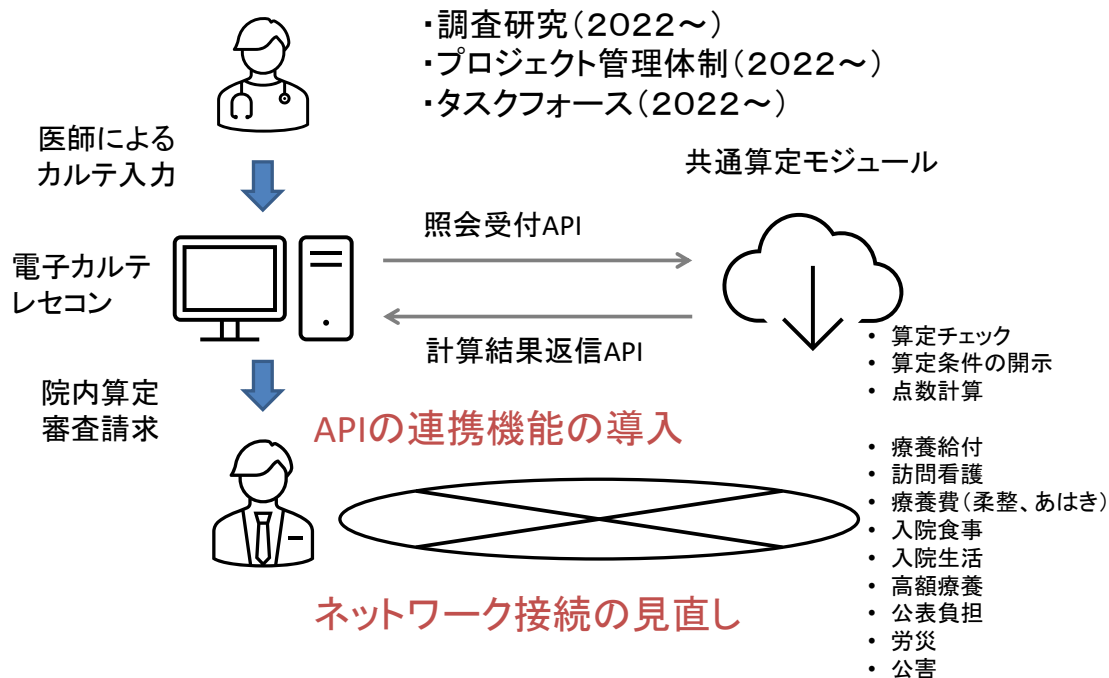 ・調査研究（2022～）
・プロジェクト管理体制（2022～）
・タスクフォース（2022～）
医師による
カルテ入力
共通算定モジュール
照会受付API
電子カルテ
レセコン
計算結果返信API
• 算定チェック
• 算定条件の開示
• 点数計算
院内算定
審査請求
APIの連携機能の導入
• 療養給付
• 訪問看護
• 療養費（柔整、あはき）
• 入院食事
• 入院生活
• 高額療養
• 公表負担
• 労災
• 公害
ネットワーク接続の見直し